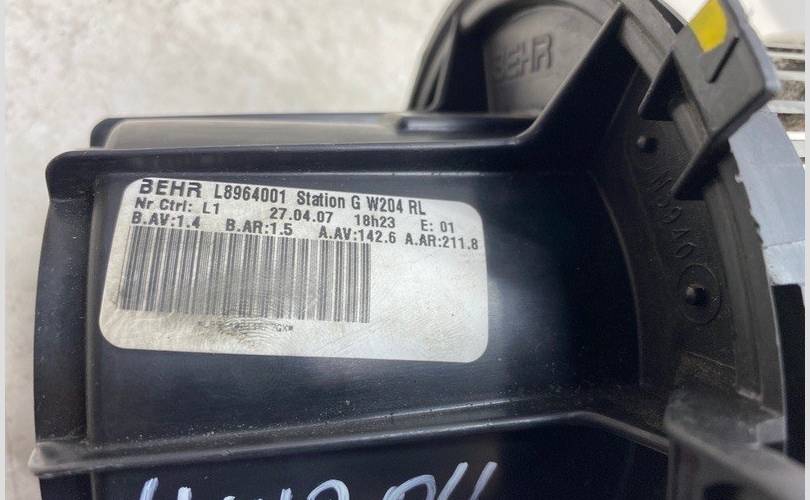 BEHR
BEHR L8964001 Station G W204 RL
Nr Ctrl: L1 27.04.07 18h23 E: 01
B.AV:1.4 B.AR:1.5 A.AV:142.6 A.AR:211.8